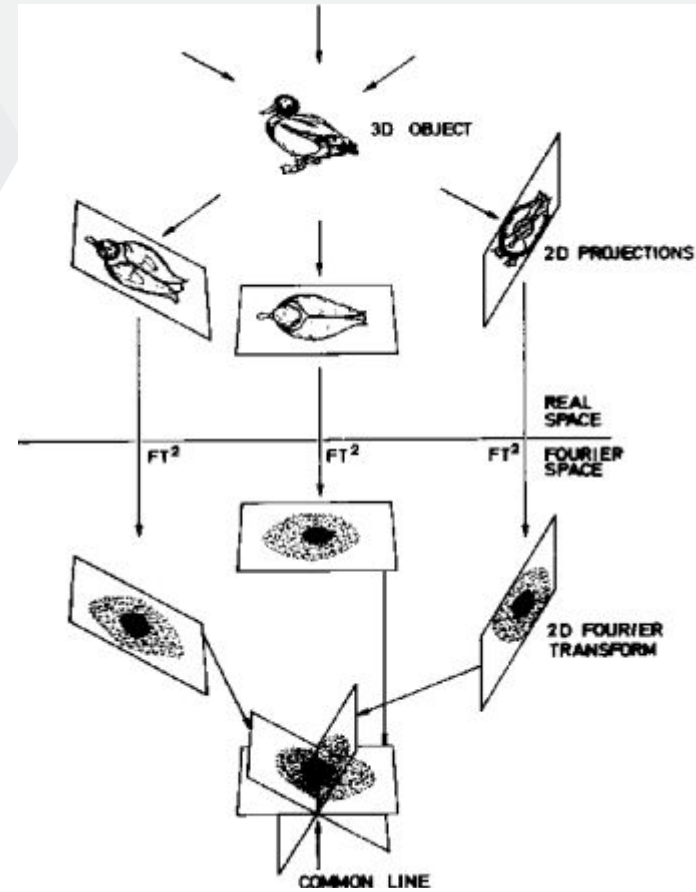 3D OBJECT
2D PROJECTIONS
REAL
SPACE
FT²
FT²
FT²
FOURIER
SPACE
2D FOURIER
TRANSFORM
COMMON LINE